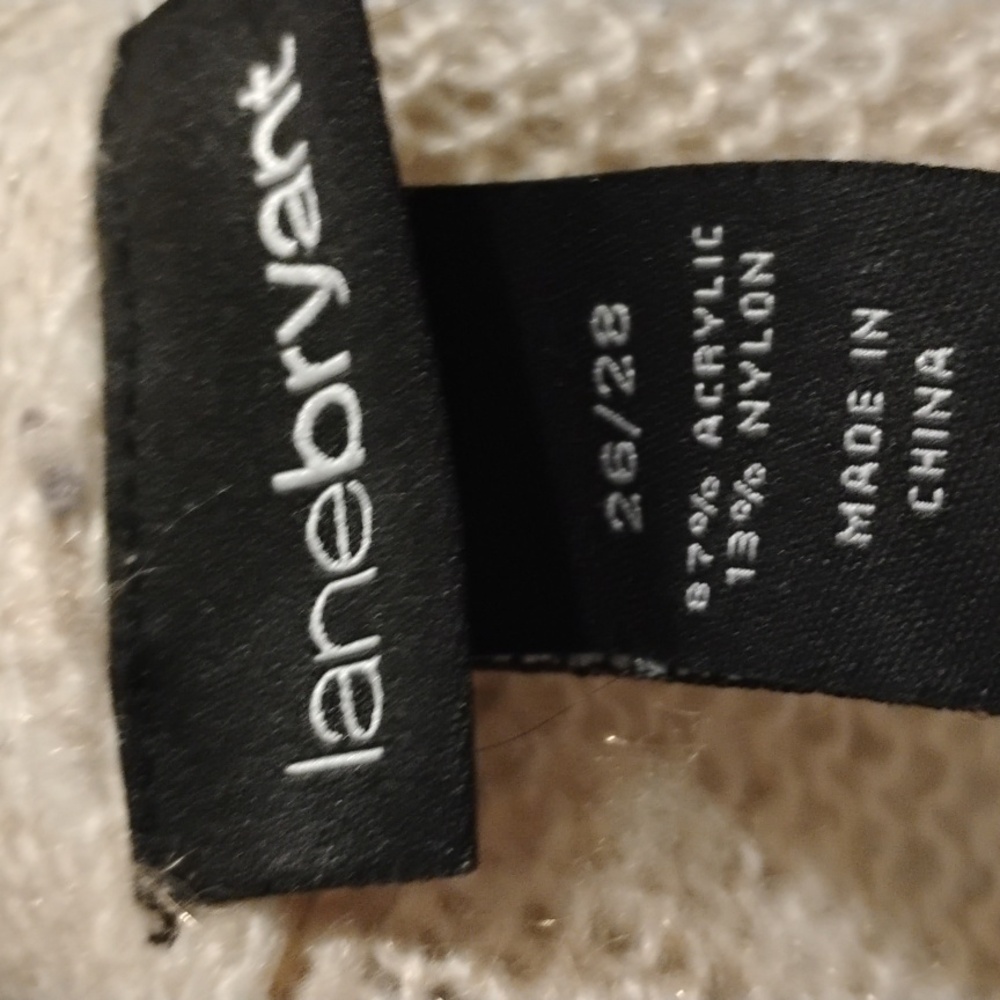 lanebryant
26/28
87% ACRYLIC
13% NYLON
MADE IN
CHINA